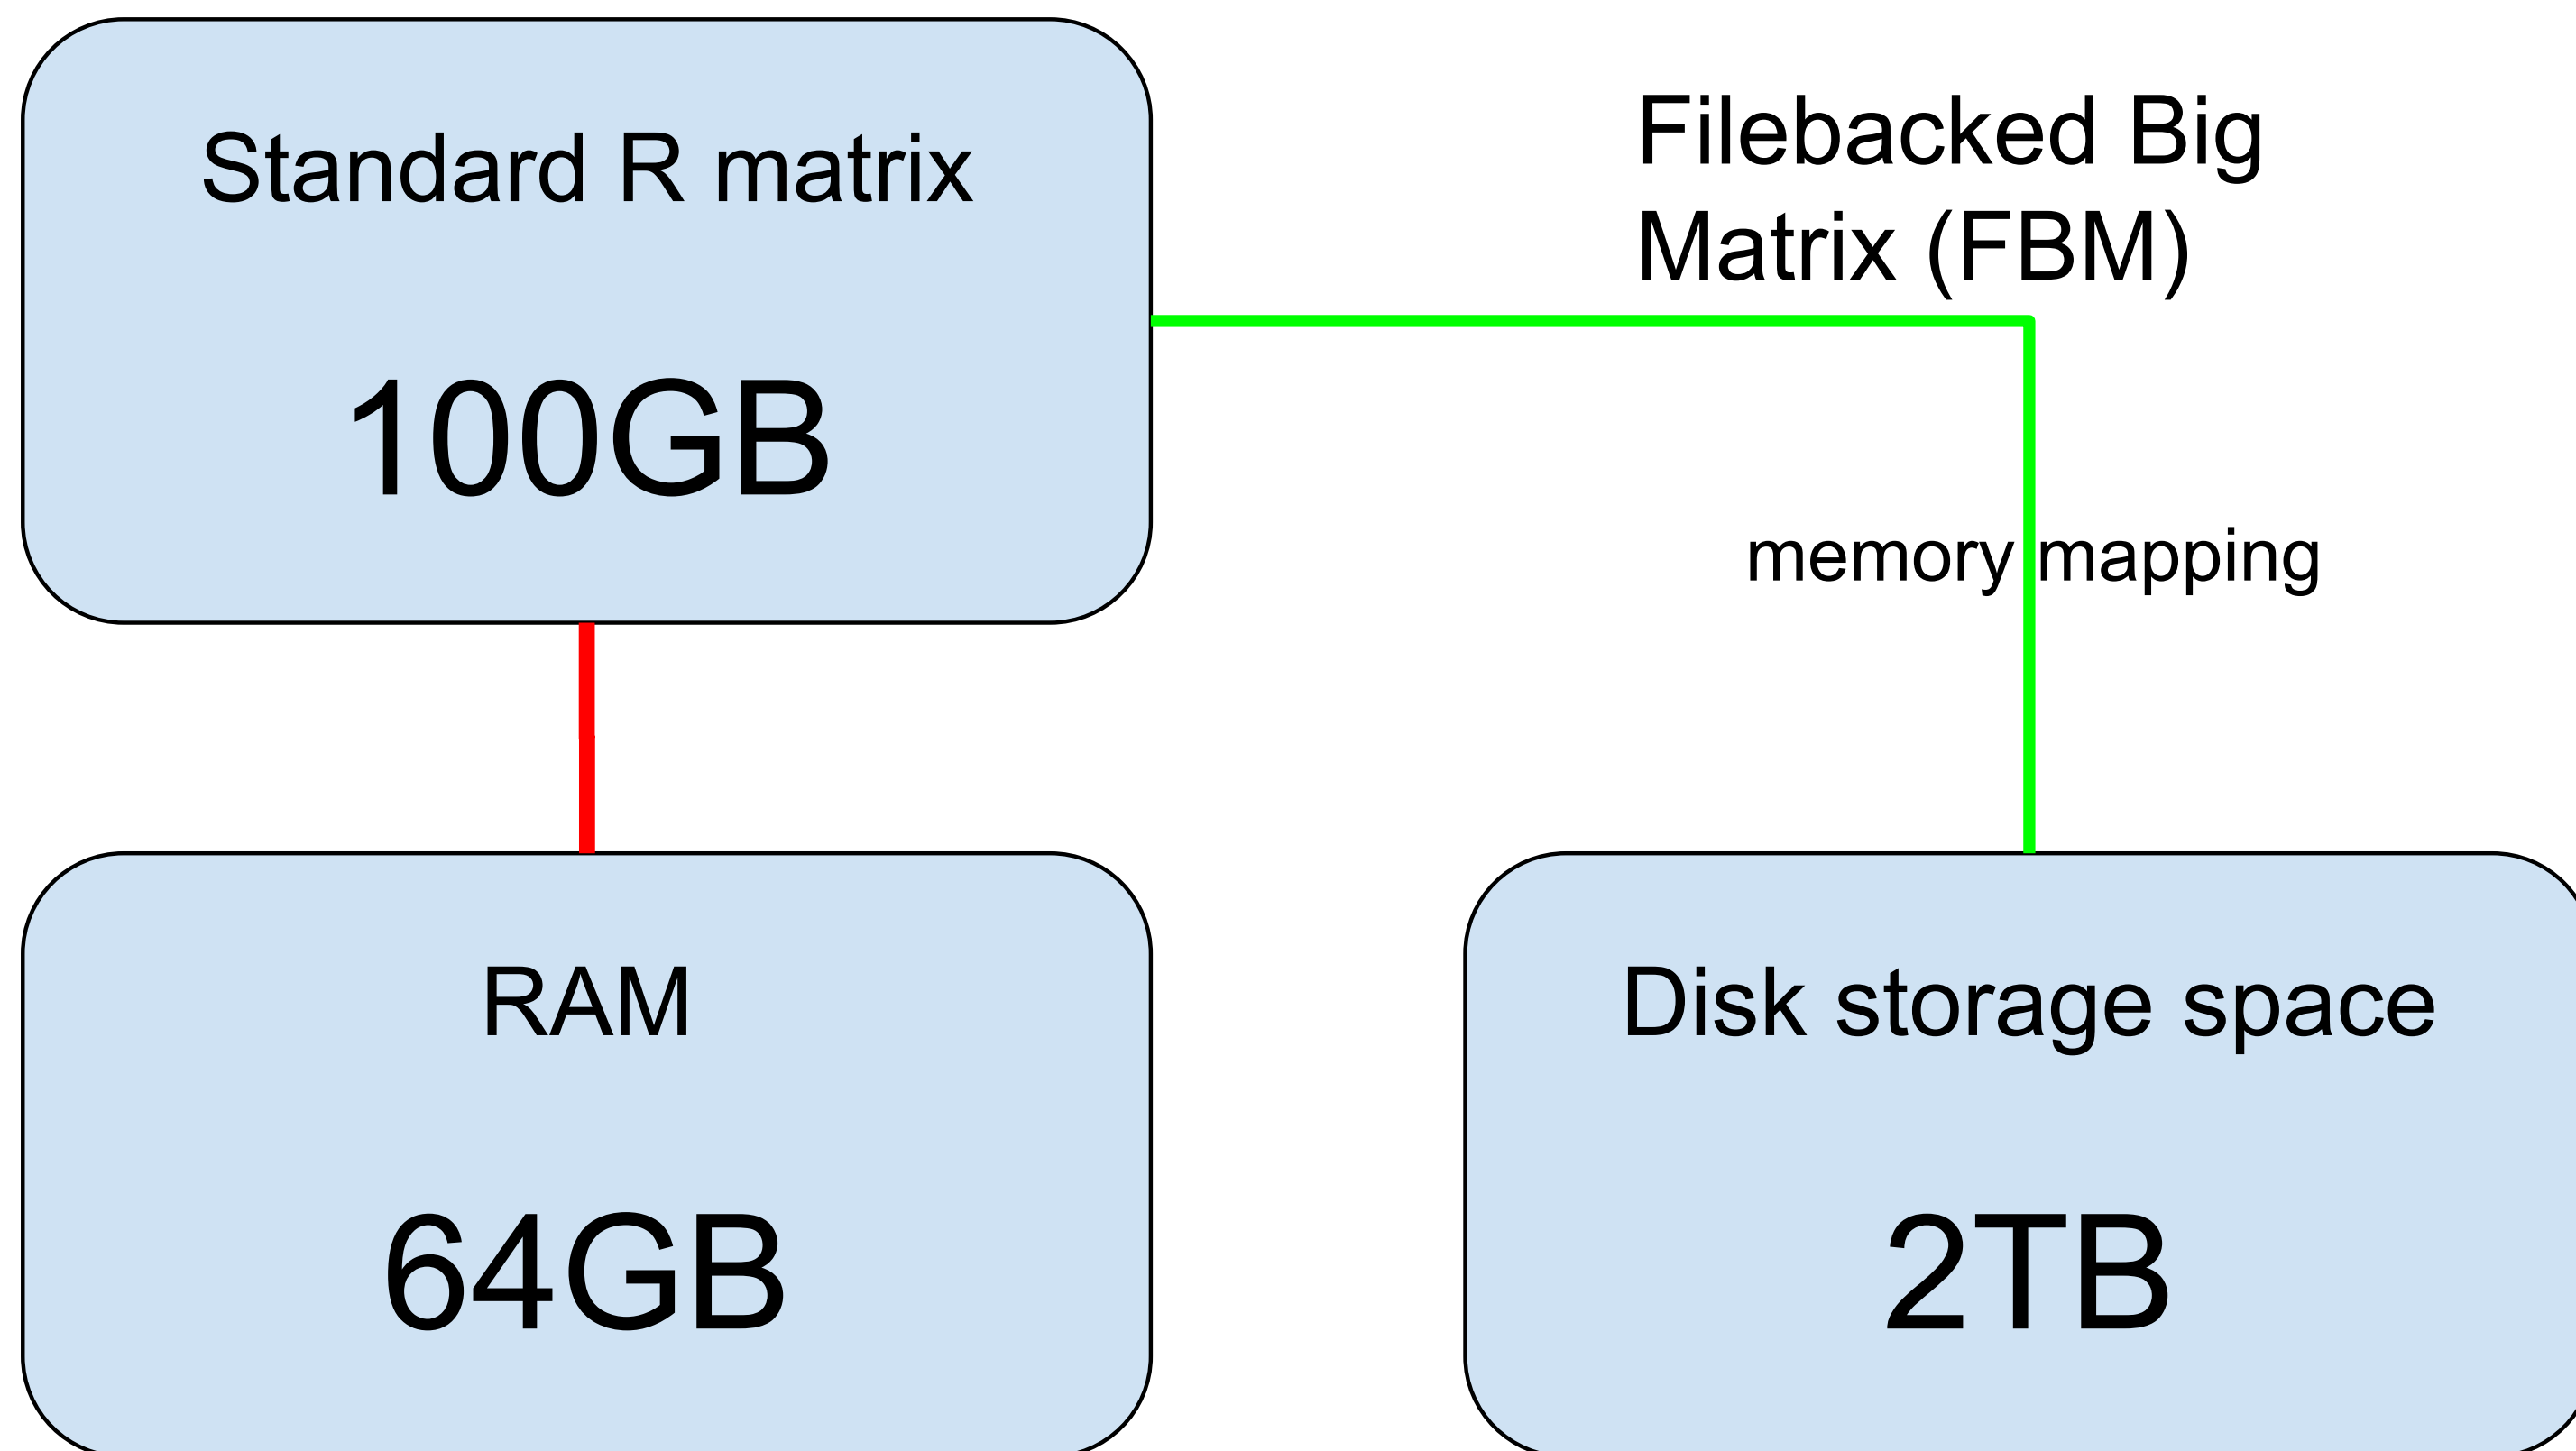 Standard R matrix
100GB
Filebacked Big
Matrix (FBM)
memory mapping
RAM
64GB
Disk storage space
2TB